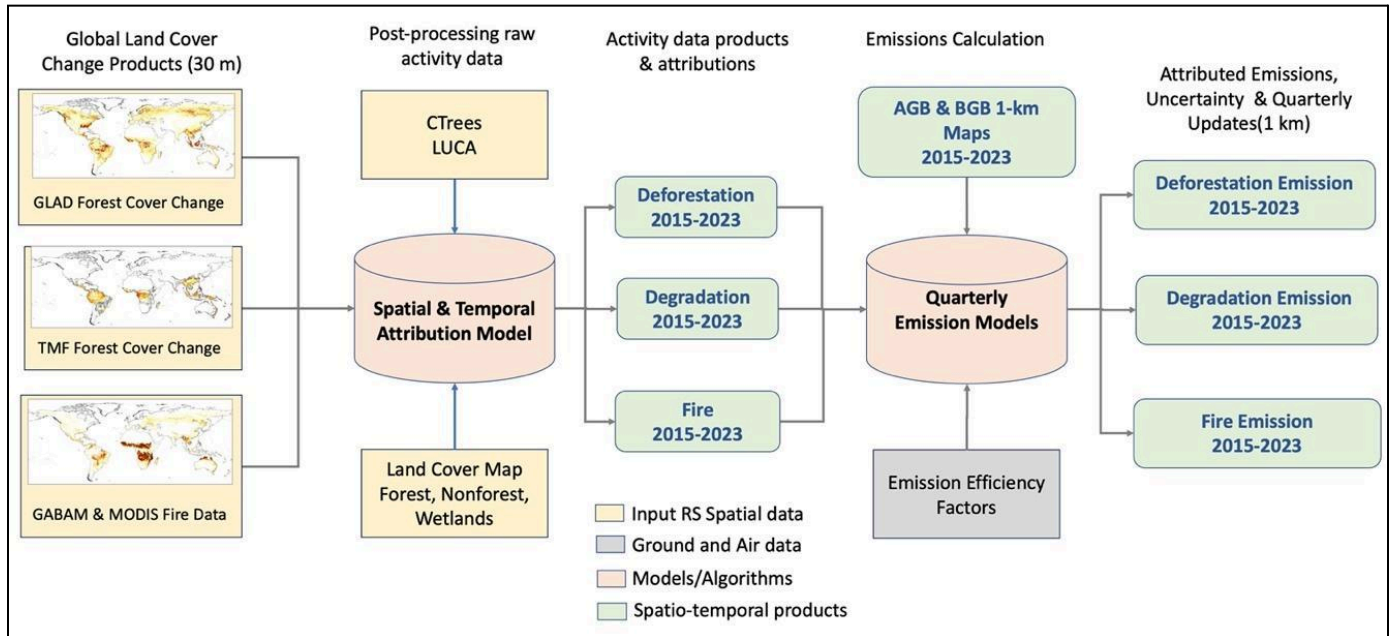 Global Land Cover
Change Products (30 m)
GLAD Forest Cover Change
TMF Forest Cover Change
GABAM & MODIS Fire Data
Post-processing raw
activity data
CTrees
LUCA
Spatial & Temporal
Attribution Model
Land Cover Map
Forest, Nonforest,
Wetlands
Activity data products
& attributions
Deforestation
2015-2023
Degradation
2015-2023
Fire
2015-2023
Input RS Spatial data
Ground and Air data
Models/Algorithms
Spatio-temporal products
Emissions Calculation
AGB & BGB 1-km
Maps
2015-2023
Quarterly
Emission Models
Emission Efficiency
Factors
Attributed Emissions,
Uncertainty & Quarterly
Updates(1 km)
Deforestation Emission
2015-2023
Degradation Emission
2015-2023
Fire Emission
2015-2023